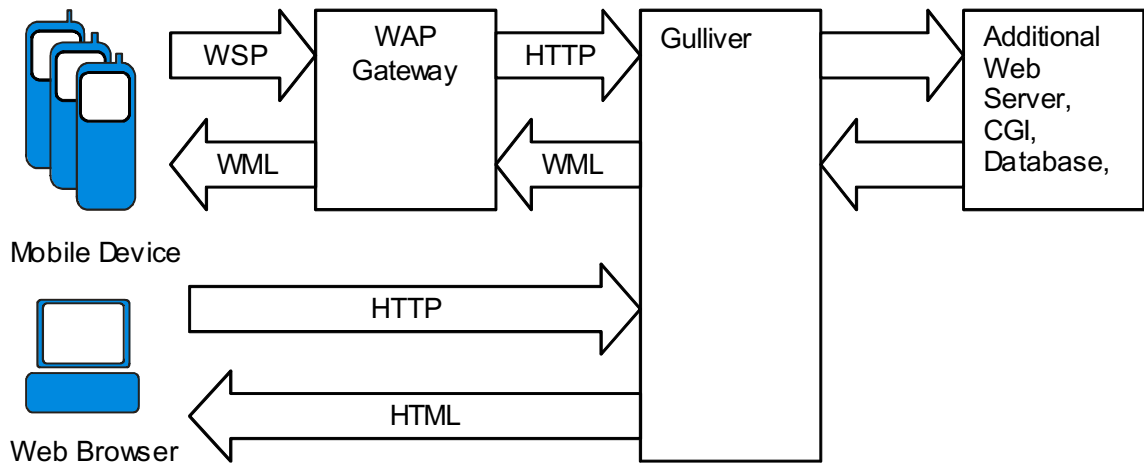 WSP
WAP
Gateway
HTTP
Gulliver
Additional
Web
Server,
CGI,
Database,
WML
WML
Mobile Device
HTTP
HTML
Web Browser